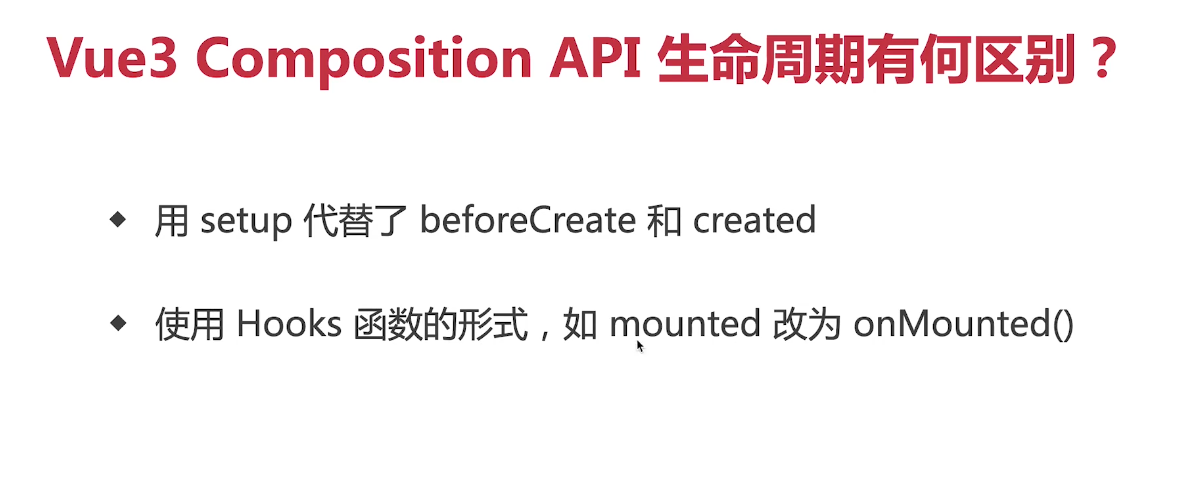 Vue3 Composition API 生命周期有何区别？
◆ 用 setup 代替了 beforeCreate 和 created
◆ 使用 Hooks 函数的形式，如 mounted 改为 onMounted()